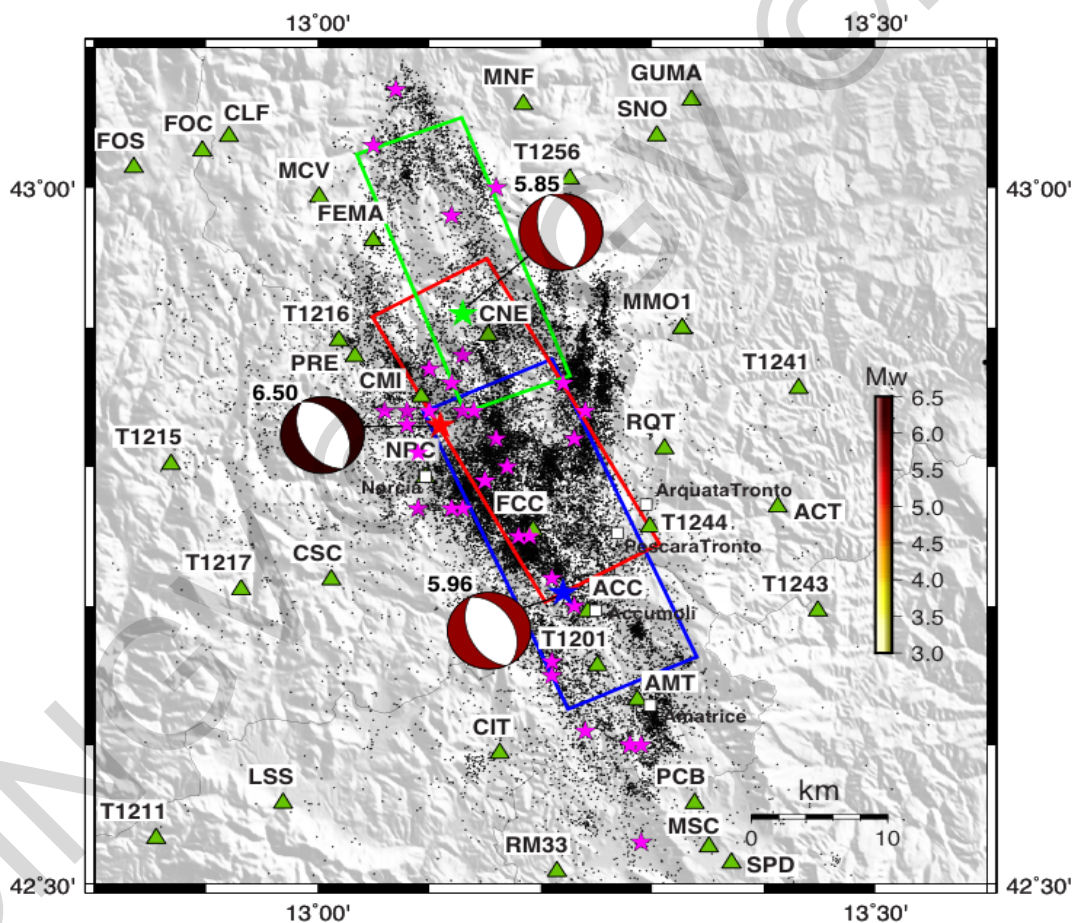 13°00'
13°30'
MNF
GUMA
SNO
CLF
FOC
FOS
T1256
43°00'
MCV
5.85
43°00'
FEMA
MMO1
T1216
CNE
PRE
T1241
CMI
Mw
6.50
6.5
6.0
RQT
T1215
NRC
5.5
Norcia
ArquataTronto
5.0
FCC
ACT
T1244
PescaraTronto
4.5
CSC
T1217
4.0
5.96
ACC
T1243
Accumoli
3.5
T1201
3.0
AMT
Amatrice
CIT
LSS
PCB
km
T1211
0
10
MSC
RM33
SPD
42°30'
42°30'
13°00'
13°30'